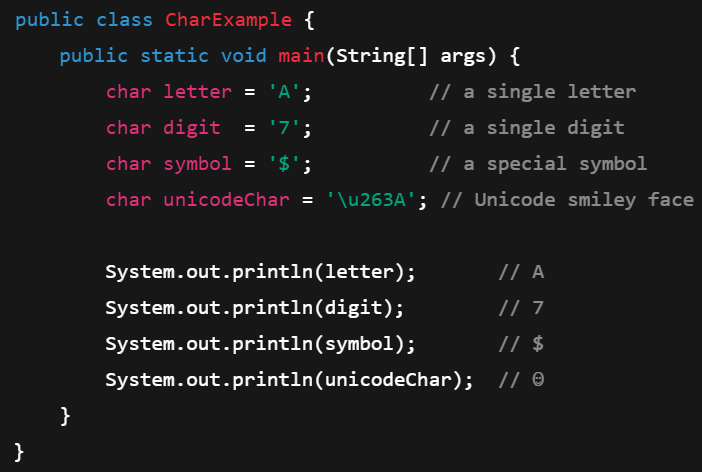 public class CharExample {
    public static void main(String[] args) {
        char letter = 'A';          // a single letter
        char digit  = '7';          // a single digit
        char symbol = '$';          // a special symbol
        char unicodeChar = '\u263A'; // Unicode smiley face

        System.out.println(letter);       // A
        System.out.println(digit);        // 7
        System.out.println(symbol);       // $
        System.out.println(unicodeChar);  // ☺
    }
}